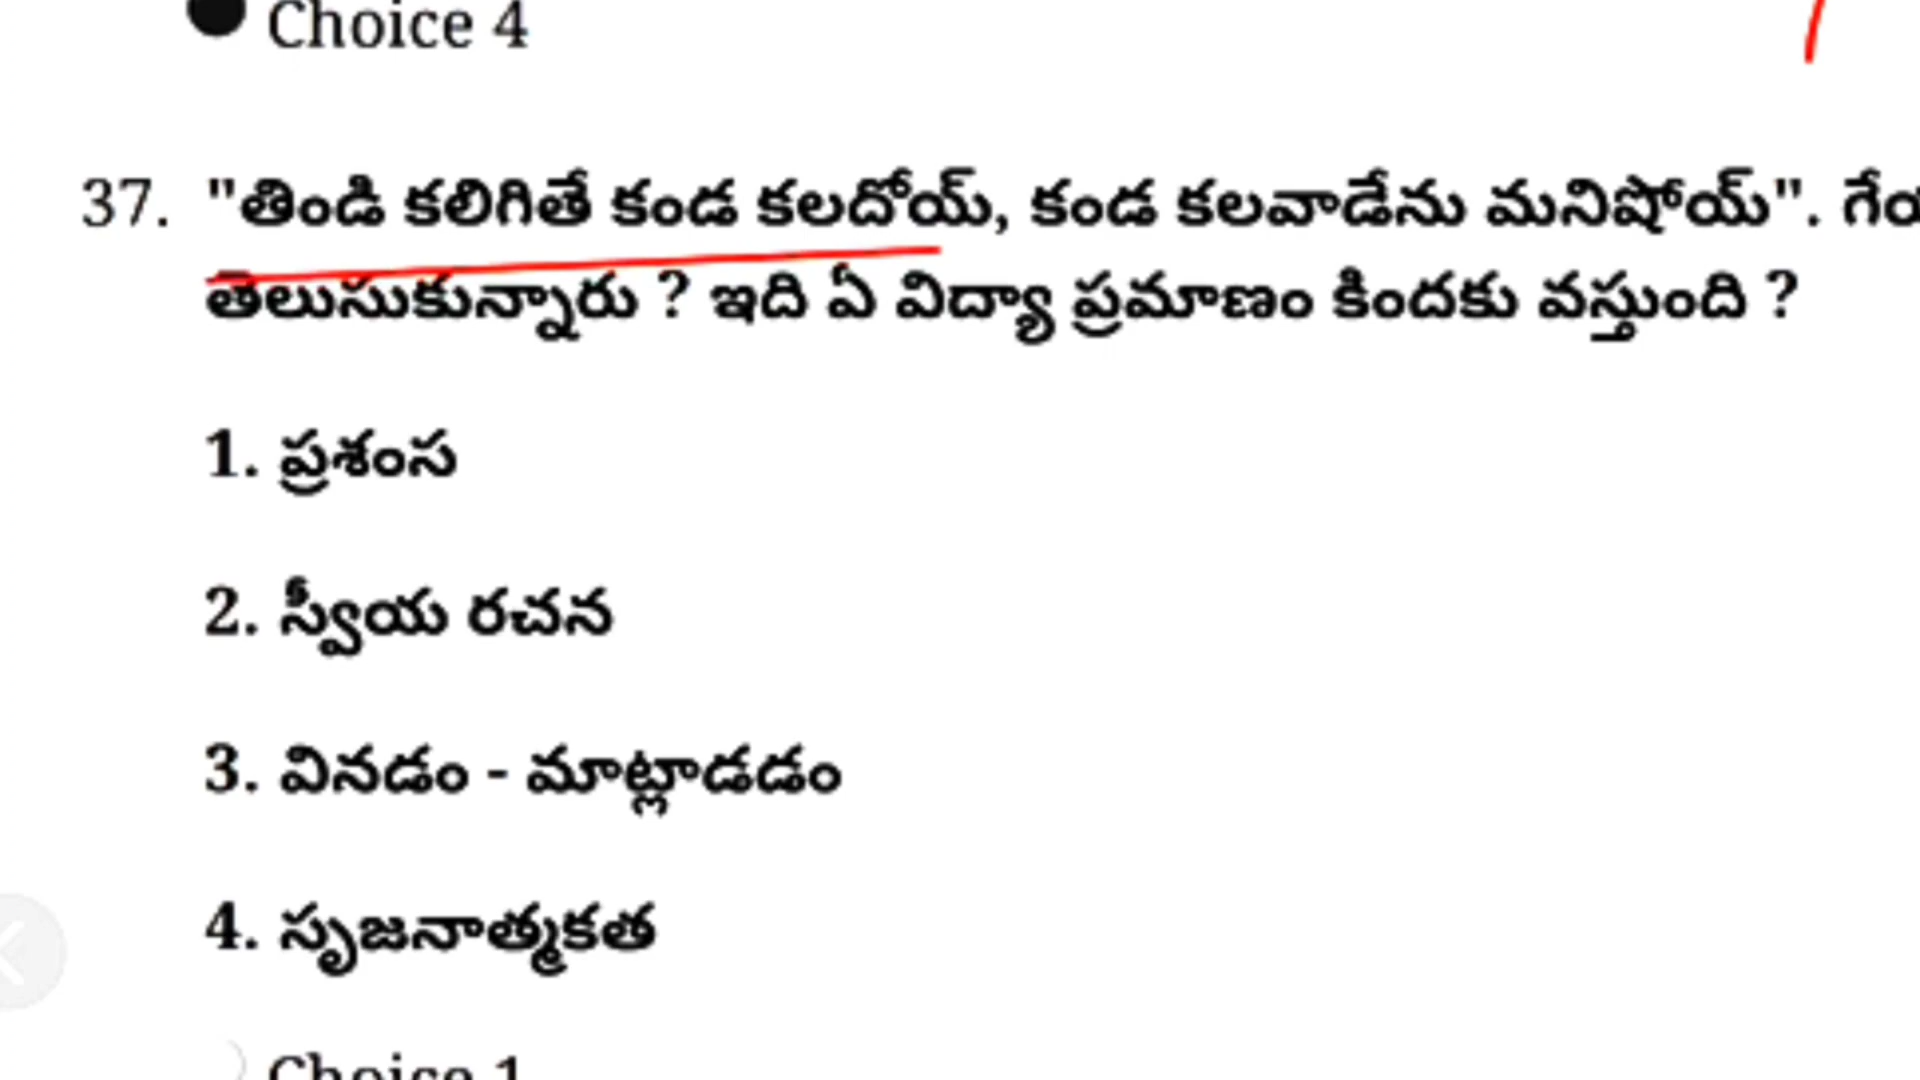 Choice 4
37. "తిండి కలిగితే కండ కలదోయ్, కండ కలవాడేను మనిషోయ్". గేయ
తెలుసుకున్నారు ? ఇది ఏ విద్యా ప్రమాణం కిందకు వస్తుంది ?
1. ప్రశంస
2. స్వీయ రచన
3. వినడం - మాట్లాడడం
4. సృజనాత్మకత
Choice 1